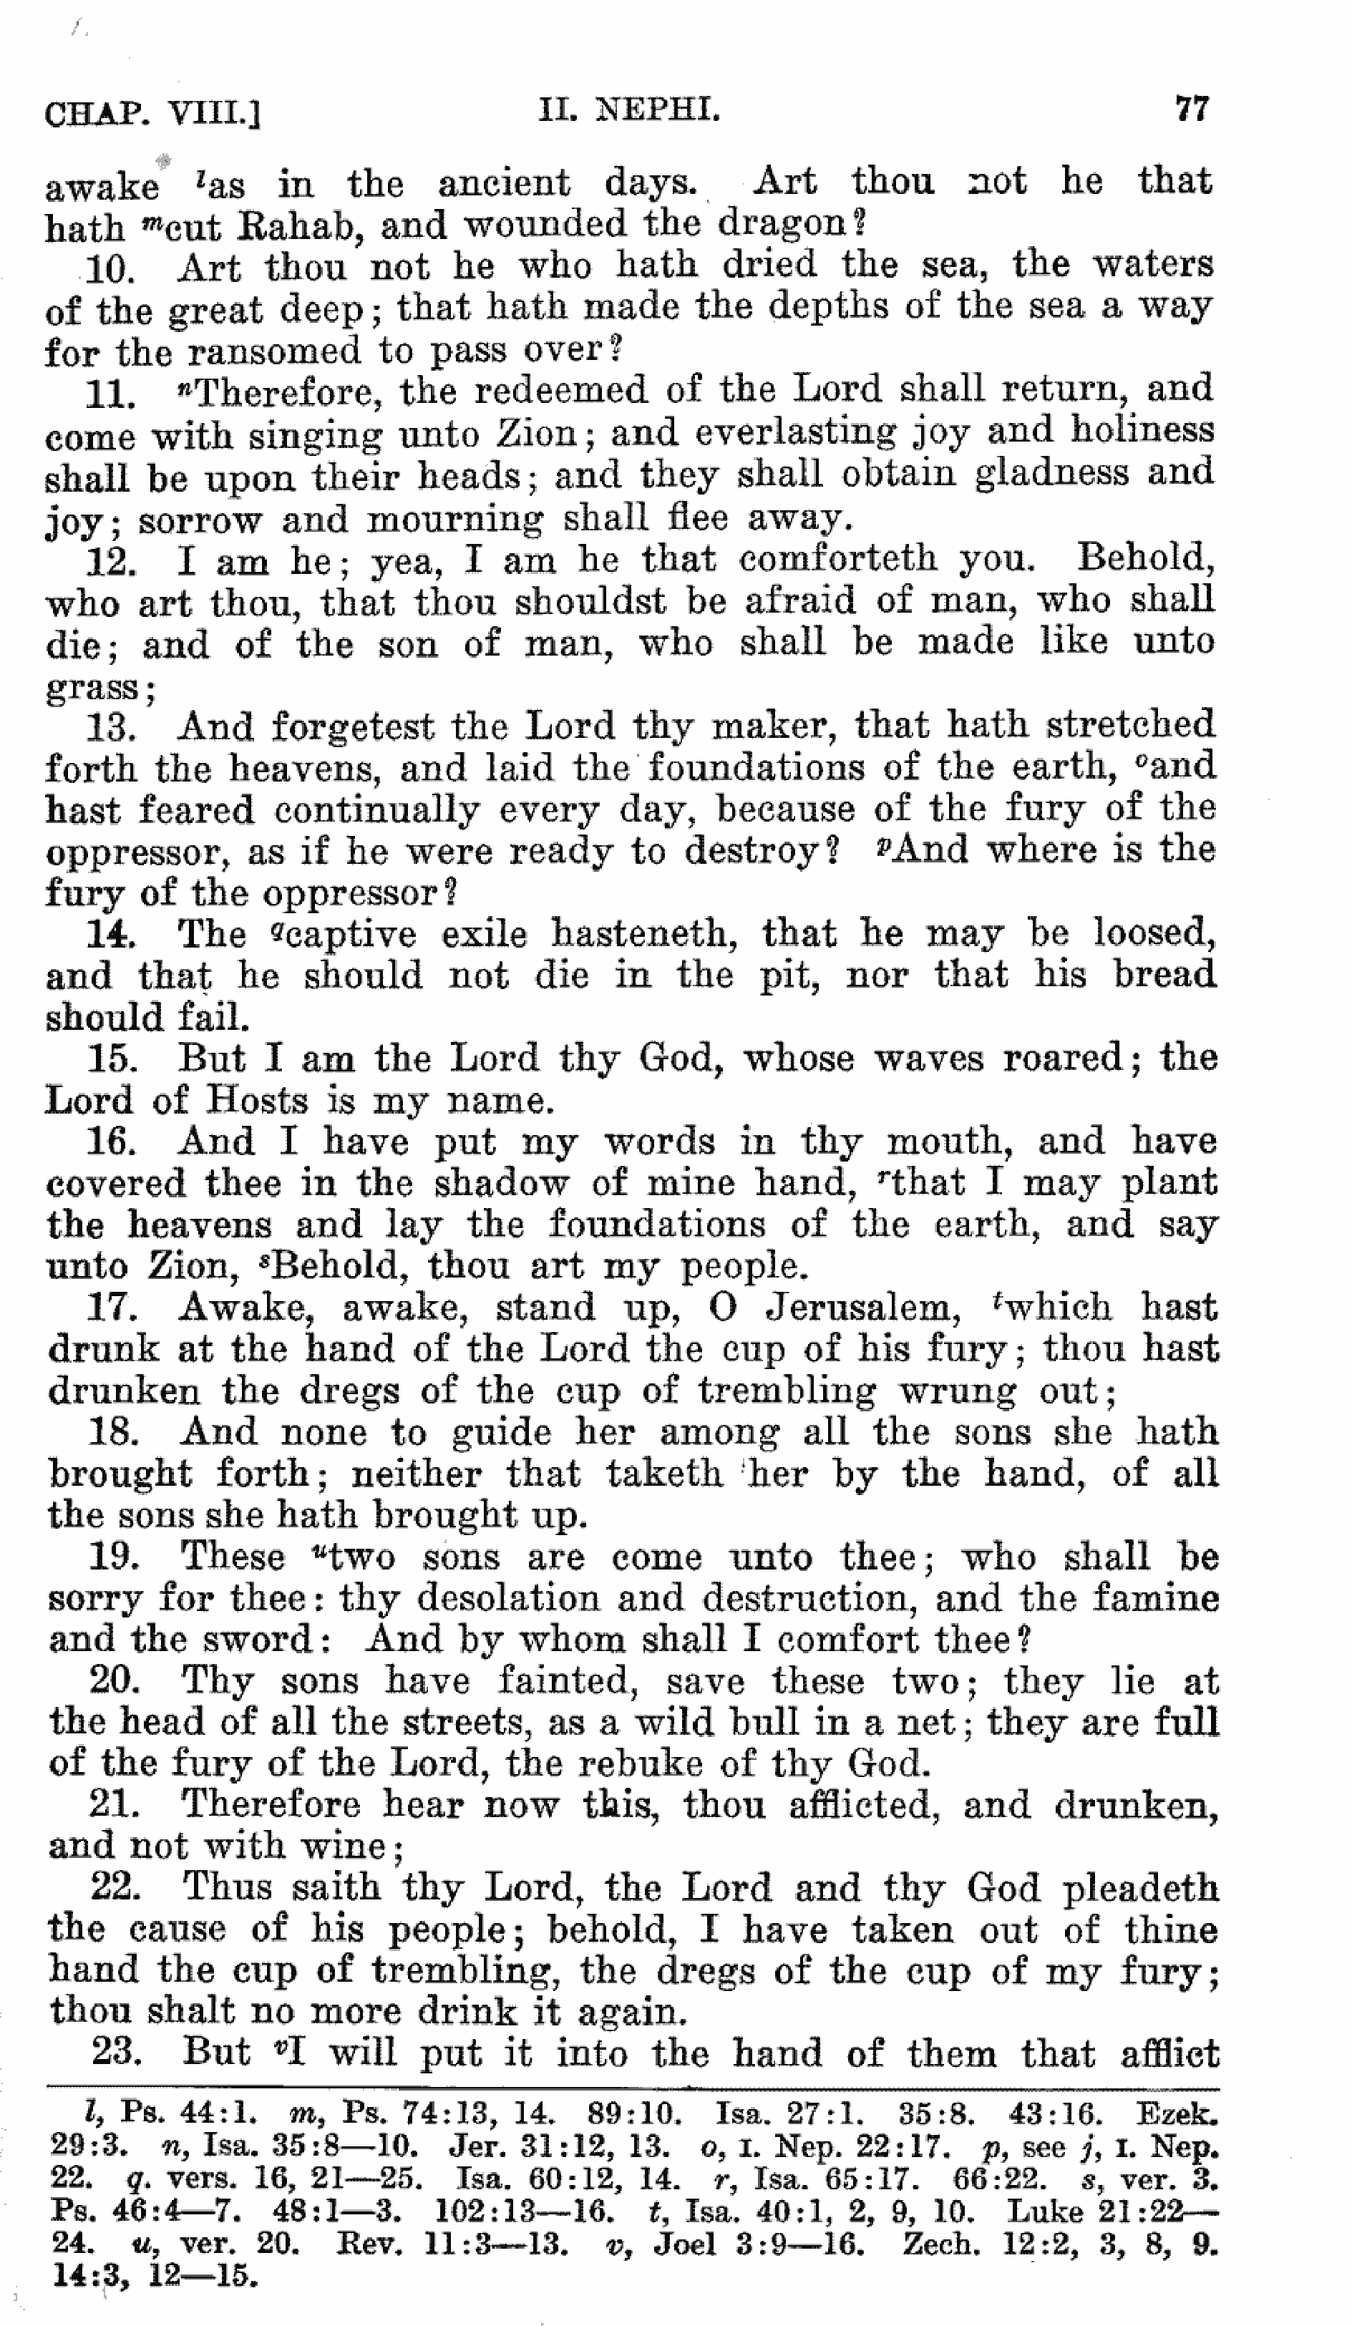 CHAP. VIII.] II. NEPHI. 77
awake ˡas in the ancient days. Art thou not he that
hath ᵐcut Rahab, and wounded the dragon?
10. Art thou not he who hath dried the sea, the waters
of the great deep; that hath made the depths of the sea a way
for the ransomed to pass over?
11. ⁿTherefore, the redeemed of the Lord shall return, and
come with singing unto Zion; and everlasting joy and holiness
shall be upon their heads; and they shall obtain gladness and
joy; sorrow and mourning shall flee away.
12. I am he; yea, I am he that comforteth you. Behold,
who art thou, that thou shouldst be afraid of man, who shall
die; and of the son of man, who shall be made like unto
grass;
13. And forgetest the Lord thy maker, that hath stretched
forth the heavens, and laid the foundations of the earth, ᵒand
hast feared continually every day, because of the fury of the
oppressor, as if he were ready to destroy? ᵖAnd where is the
fury of the oppressor?
14. The qcaptive exile hasteneth, that he may be loosed,
and that he should not die in the pit, nor that his bread
should fail.
15. But I am the Lord thy God, whose waves roared; the
Lord of Hosts is my name.
16. And I have put my words in thy mouth, and have
covered thee in the shadow of mine hand, ʳthat I may plant
the heavens and lay the foundations of the earth, and say
unto Zion, ˢBehold, thou art my people.
17. Awake, awake, stand up, O Jerusalem, ᵗwhich hast
drunk at the hand of the Lord the cup of his fury; thou hast
drunken the dregs of the cup of trembling wrung out;
18. And none to guide her among all the sons she hath
brought forth; neither that taketh her by the hand, of all
the sons she hath brought up.
19. These ᵘtwo sons are come unto thee; who shall be
sorry for thee: thy desolation and destruction, and the famine
and the sword: And by whom shall I comfort thee?
20. Thy sons have fainted, save these two; they lie at
the head of all the streets, as a wild bull in a net; they are full
of the fury of the Lord, the rebuke of thy God.
21. Therefore hear now this, thou afflicted, and drunken,
and not with wine;
22. Thus saith thy Lord, the Lord and thy God pleadeth
the cause of his people; behold, I have taken out of thine
hand the cup of trembling, the dregs of the cup of my fury;
thou shalt no more drink it again.
23. But ᵛI will put it into the hand of them that afflict
l, Ps. 44:1. m, Ps. 74:13, 14. 89:10. Isa. 27:1. 35:8. 43:16. Ezek.
29:3. n, Isa. 35:8—10. Jer. 31:12, 13. o, I. Nep. 22:17. p, see j, I. Nep.
22. q. vers. 16, 21—25. Isa. 60:12, 14. r, Isa. 65:17. 66:22. s, ver. 3.
Ps. 46:4—7. 48:1—3. 102:13—16. t, Isa. 40:1, 2, 9, 10. Luke 21:22—
24. u, ver. 20. Rev. 11:3—13. v, Joel 3:9—16. Zech. 12:2, 3, 8, 9.
14:3, 12—15.